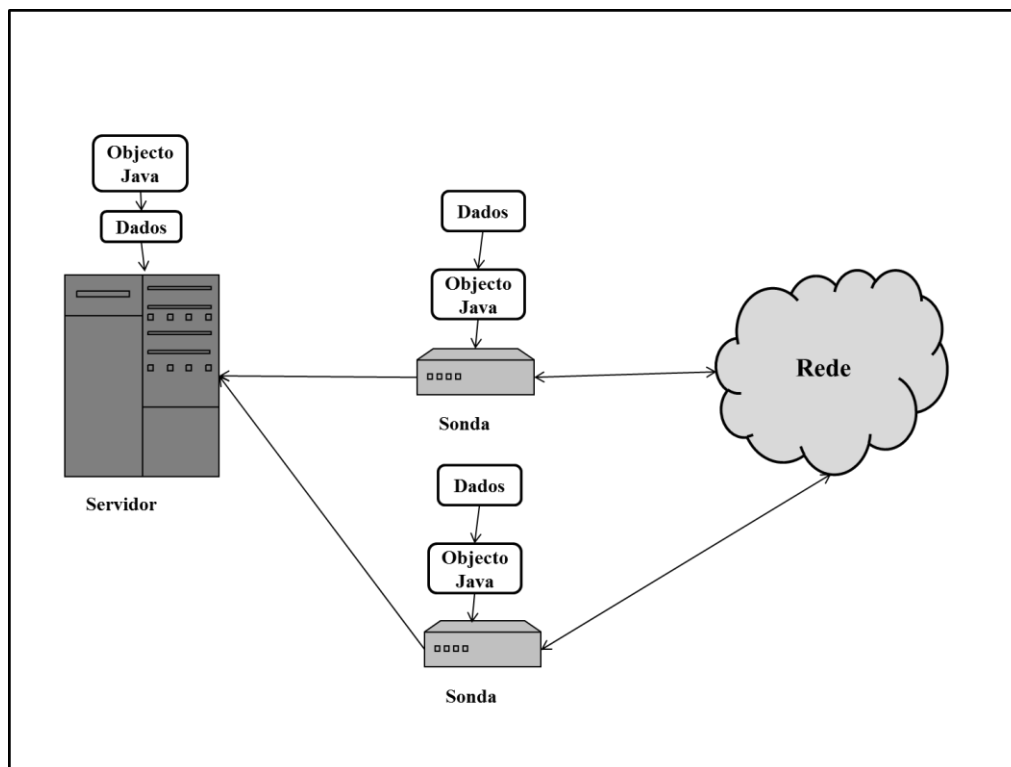 Objecto
Java
Dados
Servidor
Dados
Objecto
Java
Sonda
Dados
Objecto
Java
Sonda
Rede